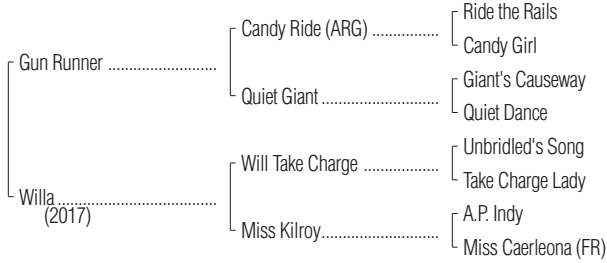 Ride the Rails
Candy Ride (ARG) ................
Candy Girl
Gun Runner ..........................
Giant's Causeway
Quiet Giant ............................
Quiet Dance
Unbridled's Song
Will Take Charge ..................
Take Charge Lady
Willa ......................................
(2017)
A.P. Indy
Miss Kilroy ............................
Miss Caerleona (FR)